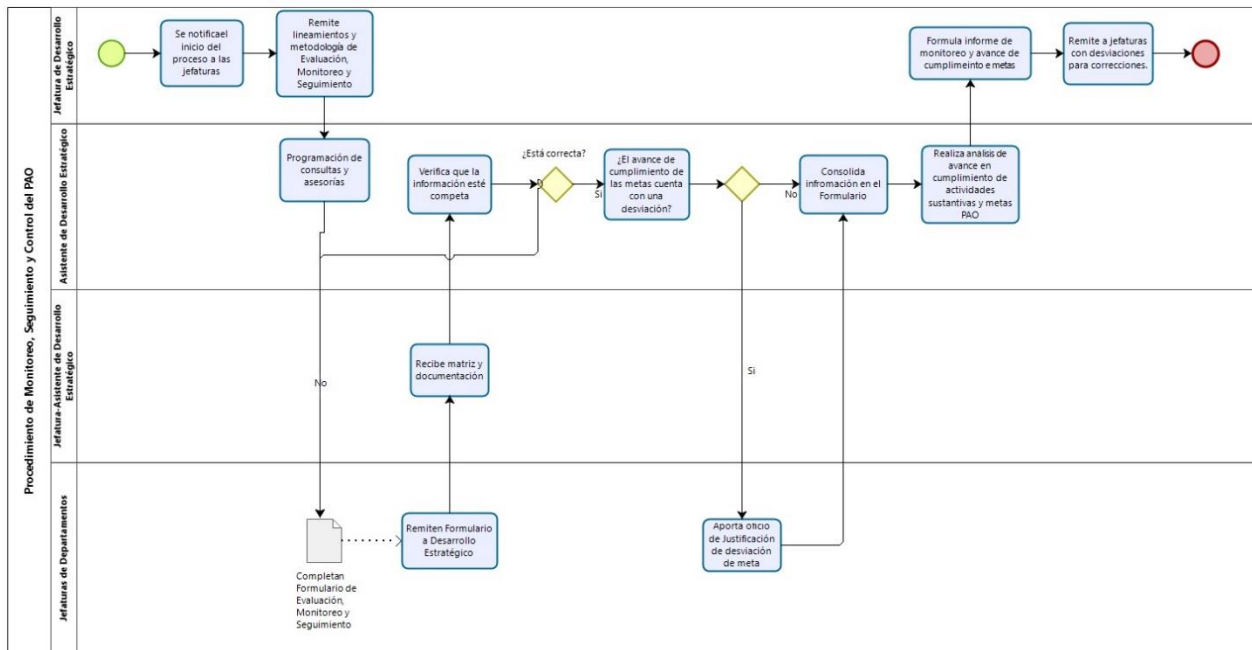 Procedimiento de Monitoreo, Seguimiento y Control del PAO
Jefatura de Desarrollo
Estratégico
Se notificael
inicio del
proceso a las
jefaturas
Remite
lineamientos y
metodología de
Evaluación,
Monitoreo y
Seguimiento
Formula informe de
monitoreo y avance de
cumplimeinto e metas
Remite a jefaturas
con desviaciones
para correcciones.
Asistente de Desarrollo Estratégico
Programación de
consultas y
asesorías
Verifica que la
información esté
competa
¿Está correcta?
Si
¿El avance de
cumplimiento de
las metas cuenta
con una
desviación?
No
Consolida
infromación en el
Formulario
Realiza análisis de
avance en
cumplimiento de
actividades
sustantivas y metas
PAO
Jefatura-Asistente de Desarrollo
Estratégico
No
Recibe matriz y
documentación
Si
Jefaturas de Departamentos
Completan
Formulario de
Evaluación,
Monitoreo y
Seguimiento
Remiten Formulario
a Desarrollo
Estratégico
Aporta oficio
de Justificación
de desviación
de meta